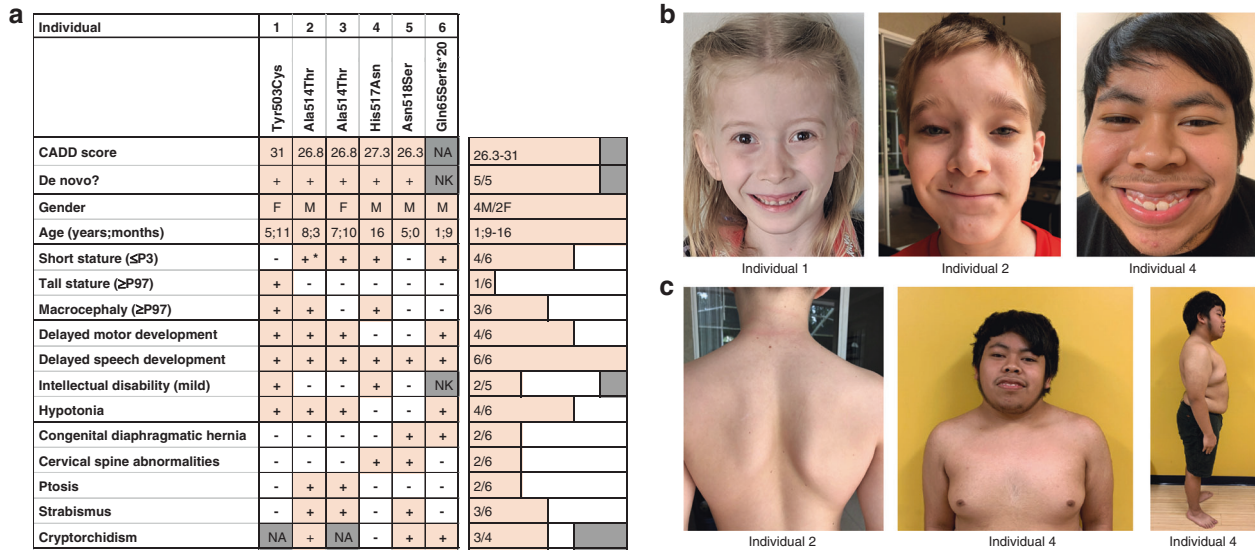 a
Individual 1 2 3 4 5 6
Tyr503Cys Ala514Thr Ala514Thr His517Asn Asn518Ser Gln65Serfs*20
CADD score 31 26.8 26.8 27.3 26.3 NA 26.3-31
De novo? + + + + + NK 5/5
Gender F M F M M M 4M/2F
Age (years;months) 5;11 8;3 7;10 16 5;0 1;9 1;9-16
Short stature (≤P3) - +* + + - + 4/6
Tall stature (≥P97) + - - - - - 1/6
Macrocephaly (≥P97) + + - + - - 3/6
Delayed motor development + + + - - + 4/6
Delayed speech development + + + + + + 6/6
Intellectual disability (mild) + - - + - NK 2/5
Hypotonia + + + - - + 4/6
Congenital diaphragmatic hernia - - - - + + 2/6
Cervical spine abnormalities - - - + + - 2/6
Ptosis - + + - - - 2/6
Strabismus - + + - + - 3/6
Cryptorchidism NA + NA - + + 3/4
b
Individual 1 Individual 2 Individual 4
c
Individual 2 Individual 4 Individual 4